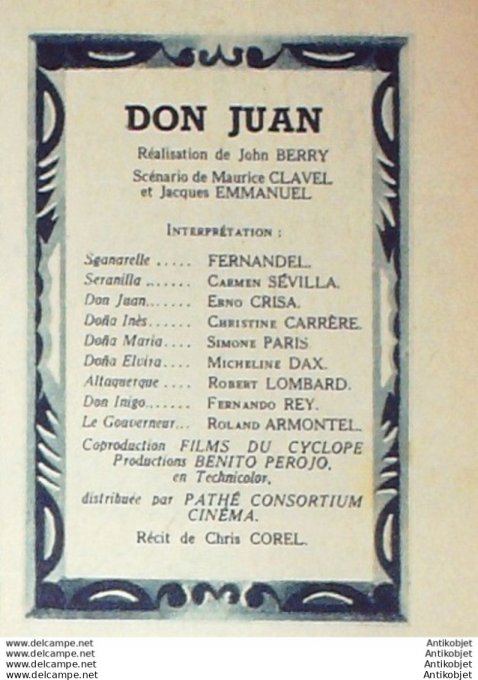 DON JUAN
Réalisation de John BERRY
Scénario de Maurice CLAVEL
et Jacques EMMANUEL
INTERPRÉTATION :
Sganarelle ..... FERNANDEL.
Seranilla ....... CARMEN SÉVILLA.
Don Juan....... ERNO CRISA.
Doña Inès...... CHRISTINE CARRÈRE.
Doña Maria.... SIMONE PARIS.
Doña Elvira.... MICHELINE DAX.
Altaquerque .... ROBERT LOMBARD.
Don Inigo....... FERNANDO REY.
Le Gouverneur... ROLAND ARMONTEL.
Coproduction FILMS DU CYCLOPE
Productions BENITO PEROJO,
en Technicolor,
distribuée par PATHÉ CONSORTIUM
CINÉMA.
Récit de Chris COREL.
www.delcampe.net Antikobjet
www.delcampe.net Antikobjet
www.delcampe.net Antikobjet
www.delcampe.net Antikobjet